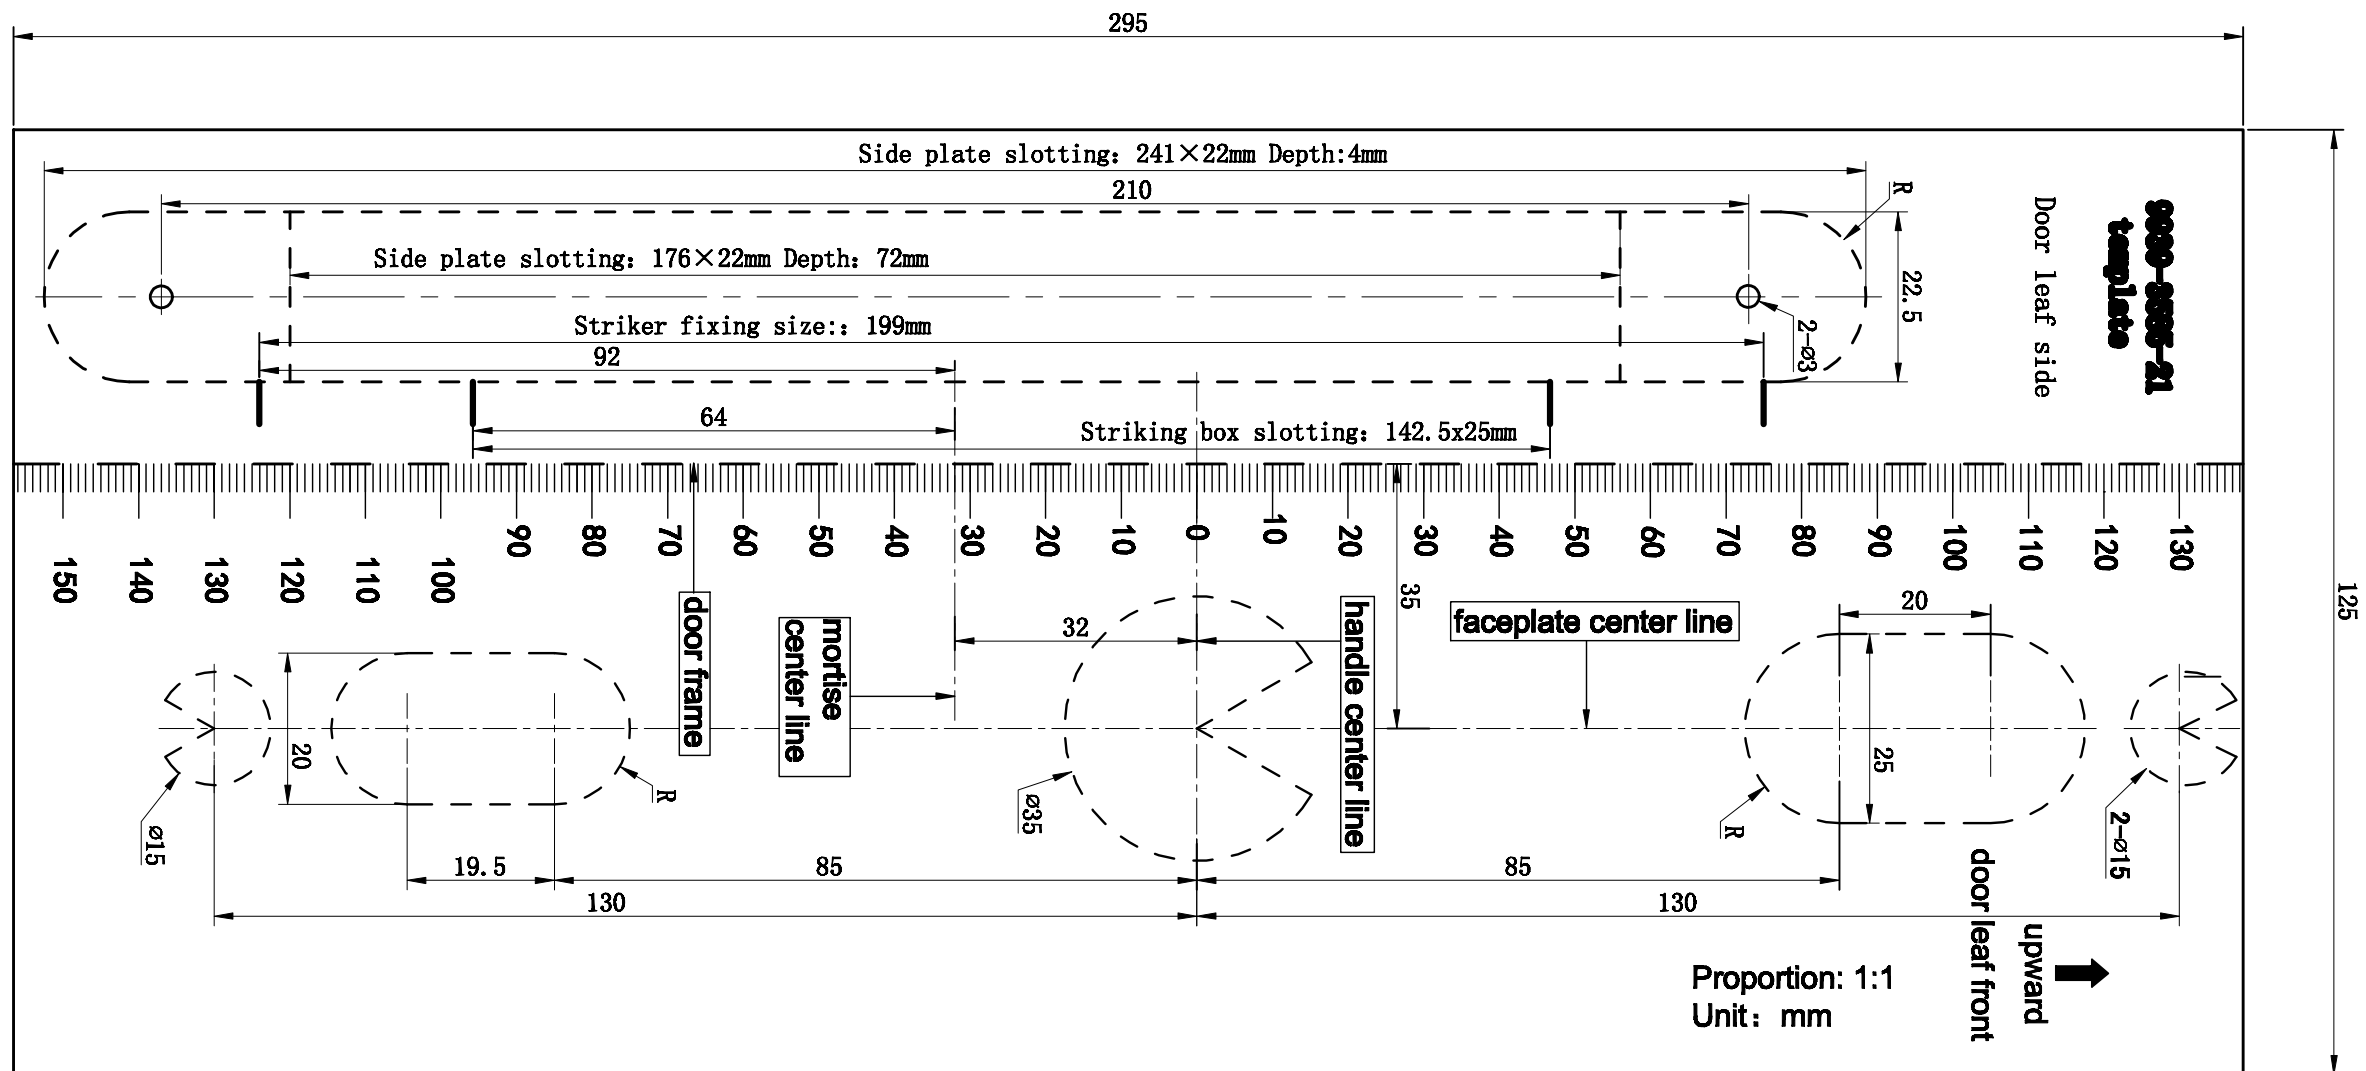 295
Side plate slotting: 241×22mm Depth:4mm
210
R
Door leaf side
template
Side plate slotting: 176×22mm Depth: 72mm
22.5
2-ø3
Striker fixing size:: 199mm
92
64
Striking box slotting: 142.5x25mm
150 140 130 120 110 100 90 80 70 60 50 40 30 20 10 0 10 20 30 40 50 60 70 80 90 100 110 120 130
125
35
door frame
mortise
center line
32
handle center line
faceplate center line
20
20
25
R
R
ø15
ø35
2-ø15
19.5
85
85
130
130
door leaf front
upward
Proportion: 1:1
Unit: mm